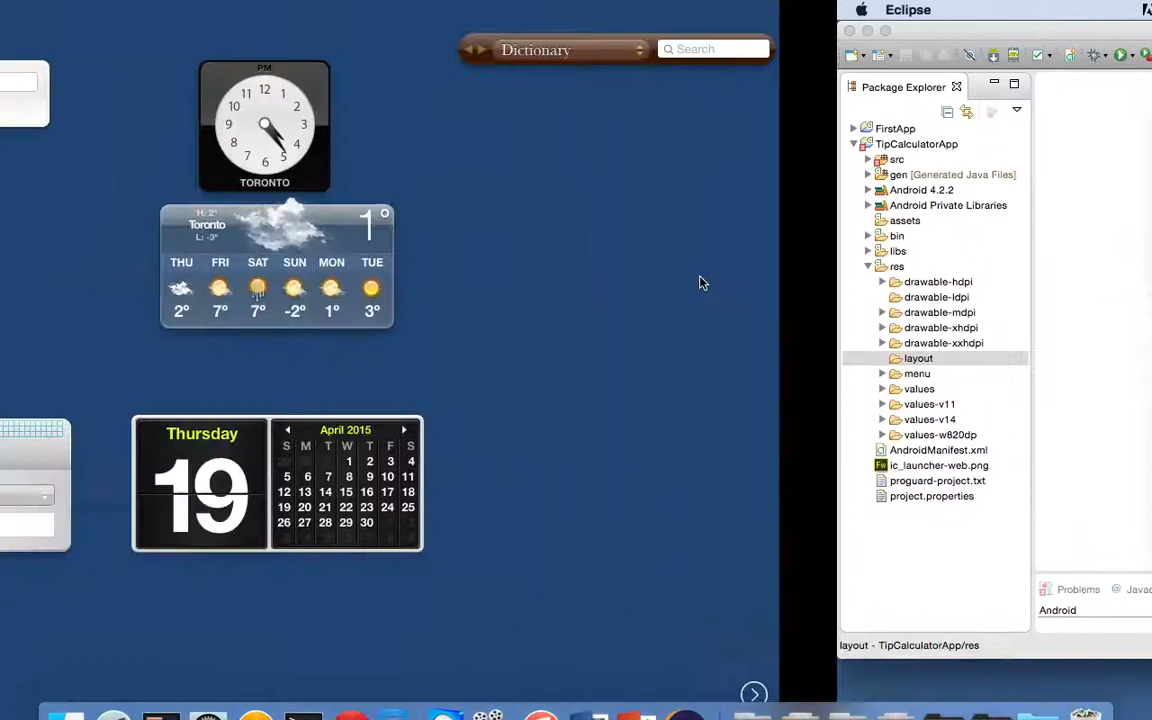 Dictionary
Search
PM
12
11
1
10
2
9
3
8
4
7
5
6
TORONTO
H: 2°
Toronto
L: -3°
1°
THU FRI SAT SUN MON TUE
2° 7° 7° -2° 1° 3°
Thursday
19
April 2015
S M T W T F S
1 2 3 4
5 6 7 8 9 10 11
12 13 14 15 16 17 18
19 20 21 22 23 24 25
26 27 28 29 30
Eclipse
Package Explorer
FirstApp
TipCalculatorApp
src
gen [Generated Java Files]
Android 4.2.2
Android Private Libraries
assets
bin
libs
res
drawable-hdpi
drawable-ldpi
drawable-mdpi
drawable-xhdpi
drawable-xxhdpi
layout
menu
values
values-v11
values-v14
values-w820dp
AndroidManifest.xml
ic_launcher-web.png
proguard-project.txt
project.properties
Problems @ Javac
Android
layout - TipCalculatorApp/res